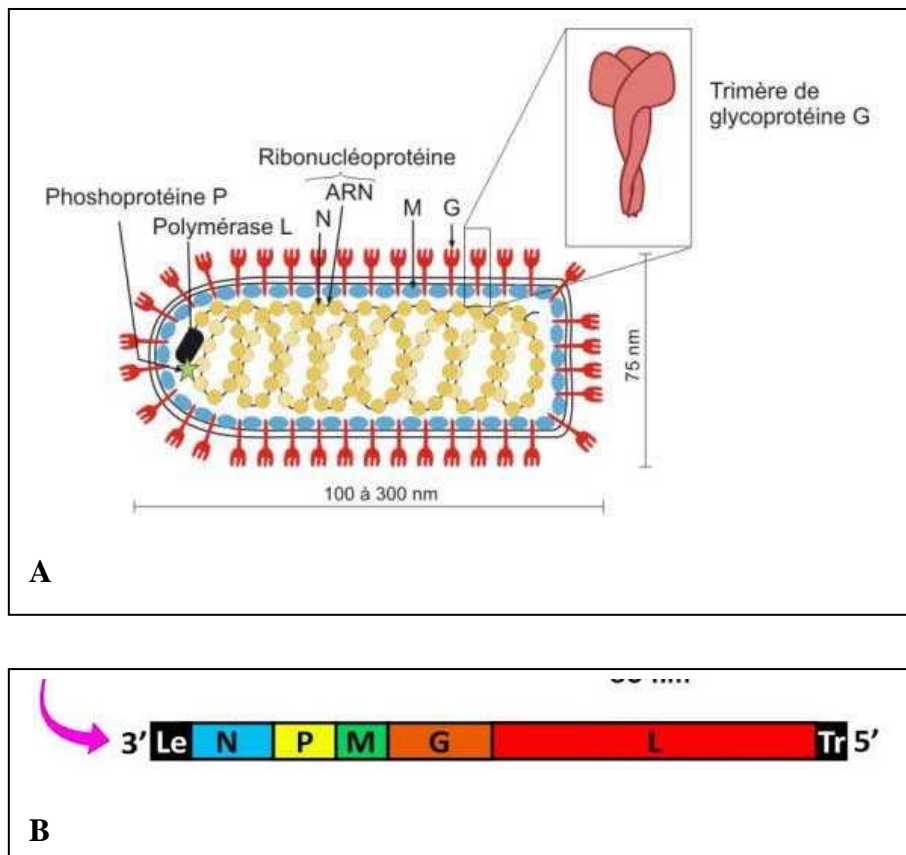 Trimère de
glycoprotéine G
Ribonucléoprotéine
ARN
Phoshoprotéine P
Polymérase L
N
M
G
75 nm
100 à 300 nm
A
3' Le N P M G L Tr 5'
B